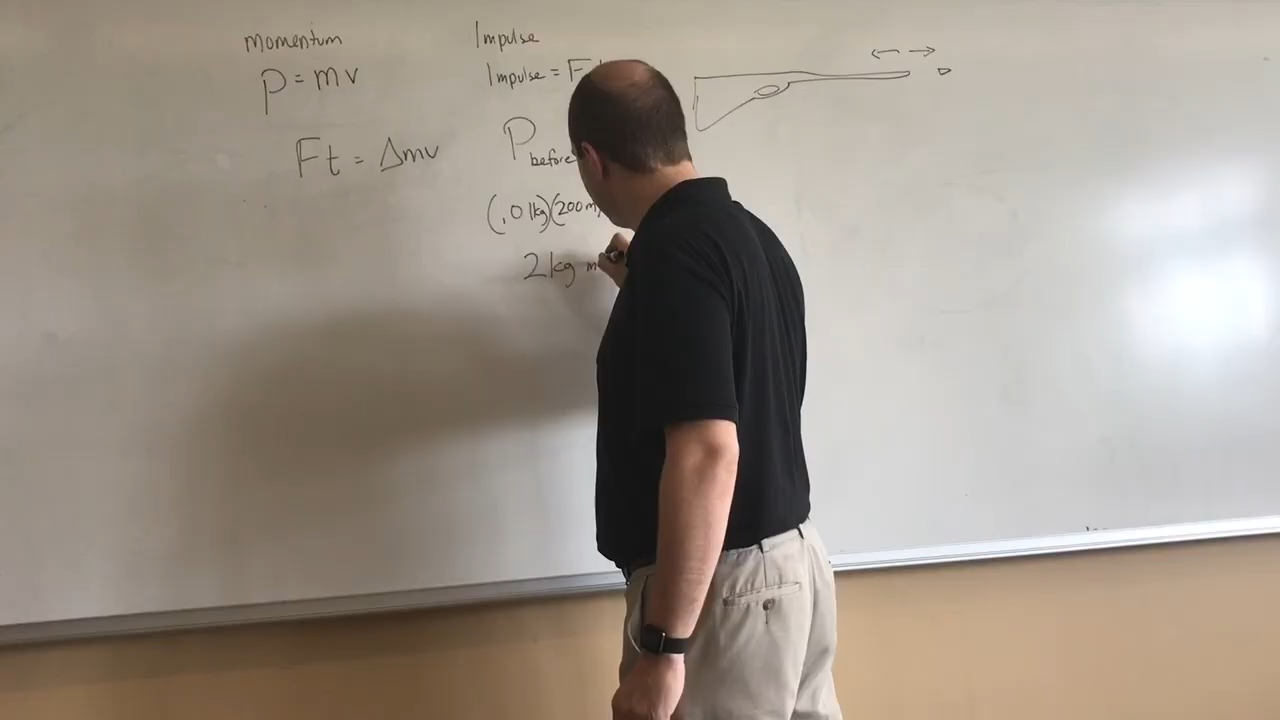 momentum
p = mv
Ft = Δmv
Impulse
Impulse = F
P before
(.01kg)(200m
2kg m